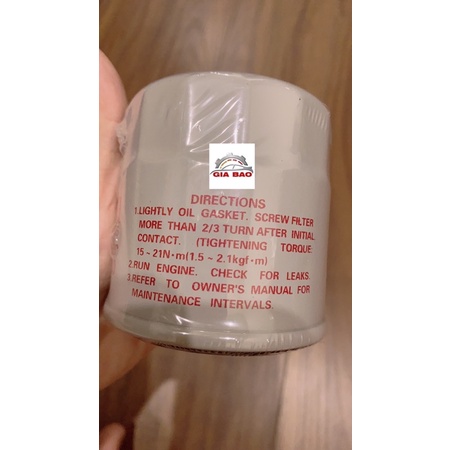 GIA BAO
DIRECTIONS
1.LIGHTLY OIL GASKET. SCREW FILTER
MORE THAN 2/3 TURN AFTER INITIAL
CONTACT. (TIGHTENING TORQUE:
15 ~ 21N·m(1.5 ~ 2.1kgf·m)
2.RUN ENGINE. CHECK FOR LEAKS.
3.REFER TO OWNER'S MANUAL FOR
MAINTENANCE INTERVALS.